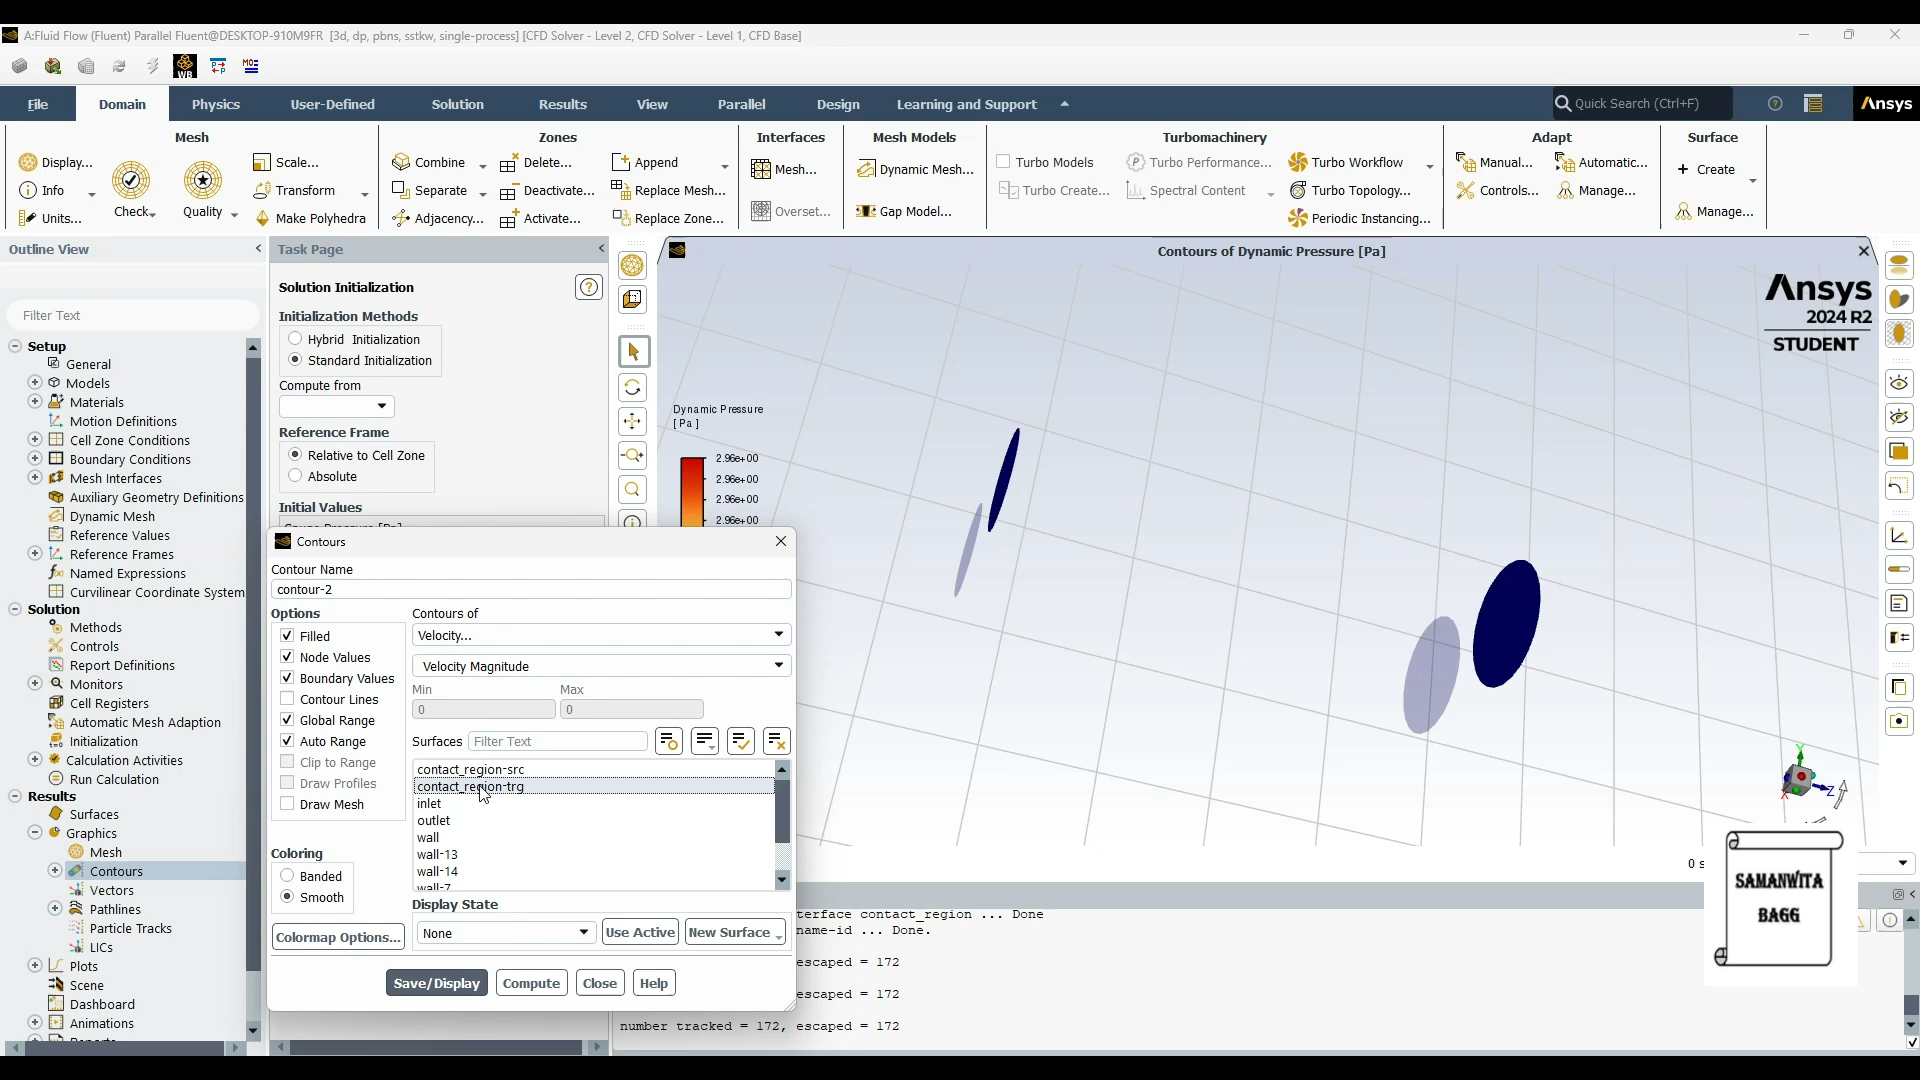 A:Fluid Flow (Fluent) Parallel Fluent@DESKTOP-910M9FR [3d, dp, pbns, sstkw, single-process] [CFD Solver - Level 2, CFD Solver - Level 1, CFD Base]
File Domain Physics User-Defined Solution Results View Parallel Design Learning and Support Quick Search (Ctrl+F) Ansys
Mesh Zones Interfaces Mesh Models Turbomachinery Adapt Surface
Display... Scale... Combine Delete... Append Mesh... Dynamic Mesh... Turbo Models Turbo Performance... Turbo Workflow Manual... Automatic... Create
Info Transform Separate Deactivate... Replace Mesh... Turbo Create... Spectral Content Turbo Topology... Controls... Manage...
Units... Check Quality Make Polyhedra Adjacency... Activate... Replace Zone... Overset... Gap Model... Periodic Instancing... Manage...
Outline View
Filter Text
Setup
General
Models
Materials
Motion Definitions
Cell Zone Conditions
Boundary Conditions
Mesh Interfaces
Auxiliary Geometry Definitions
Dynamic Mesh
Reference Values
Reference Frames
Named Expressions
Curvilinear Coordinate System
Solution
Methods
Controls
Report Definitions
Monitors
Cell Registers
Automatic Mesh Adaption
Initialization
Calculation Activities
Run Calculation
Results
Surfaces
Graphics
Mesh
Contours
Vectors
Pathlines
Particle Tracks
LICs
Plots
Scene
Dashboard
Animations
Task Page
Solution Initialization
Initialization Methods
Hybrid Initialization
Standard Initialization
Compute from
Reference Frame
Relative to Cell Zone
Absolute
Initial Values
Contours
Contour Name
contour-2
Options
Filled
Node Values
Boundary Values
Contour Lines
Global Range
Auto Range
Clip to Range
Draw Profiles
Draw Mesh
Coloring
Banded
Smooth
Colormap Options...
Contours of
Velocity...
Velocity Magnitude
Min Max
0 0
Surfaces Filter Text
contact_region-src
contact_region-trg
inlet
outlet
wall
wall-13
wall-14
wall-7
Display State
None Use Active New Surface
Save/Display Compute Close Help
Contours of Dynamic Pressure [Pa]
Ansys
2024 R2
STUDENT
Dynamic Pressure
[Pa]
2.96e+00
2.96e+00
2.96e+00
2.96e+00
Y
X
Z
0 s
SAMANWITA
BAGG
terface contact_region ... Done
name-id ... Done.
escaped = 172
escaped = 172
number tracked = 172, escaped = 172